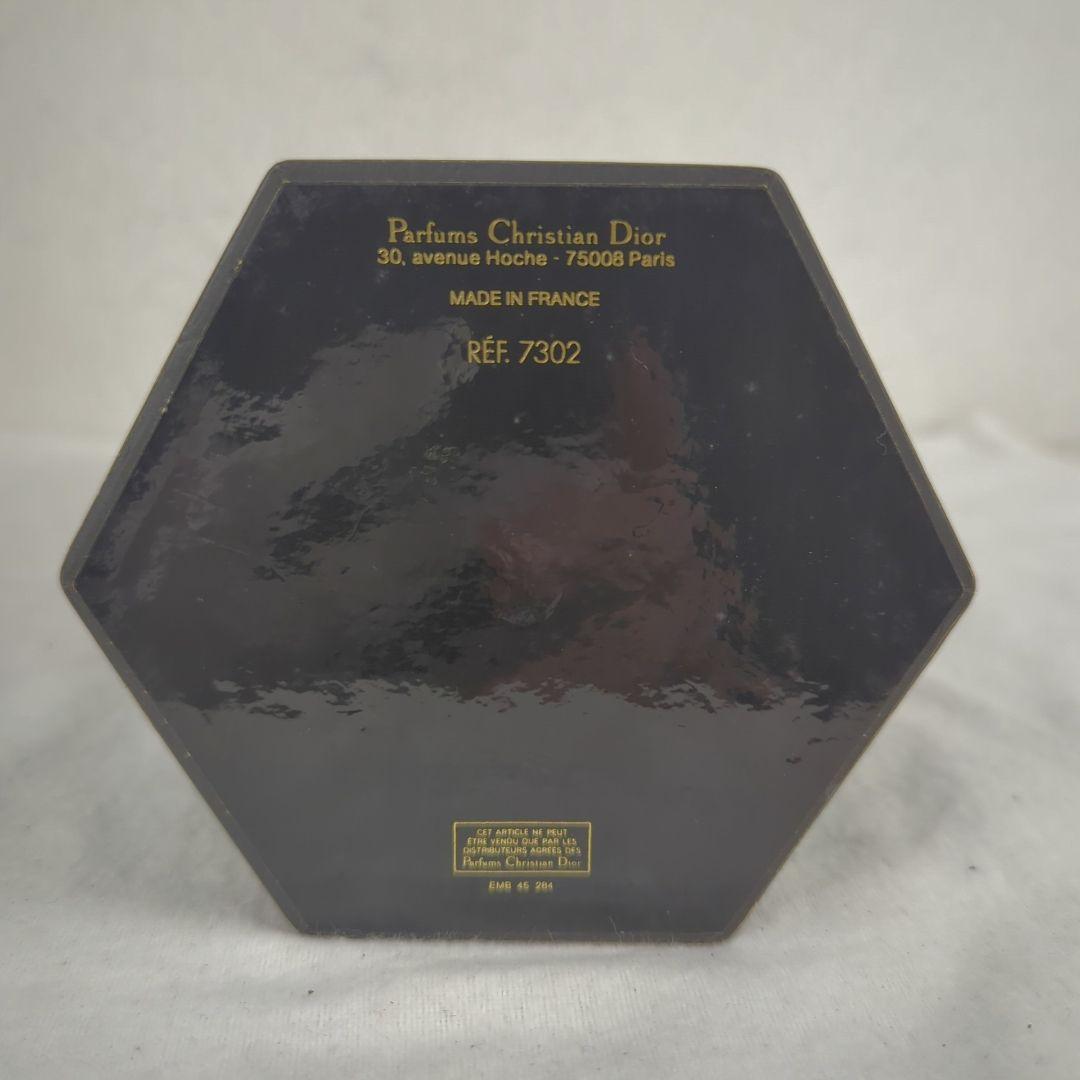 Parfums Christian Dior
30, avenue Hoche - 75008 Paris
MADE IN FRANCE
RÉF. 7302
CET ARTICLE NE PEUT
ÊTRE VENDU QUE PAR LES
DISTRIBUTEURS AGRÉÉS DES
Parfums Christian Dior
EMB 45 284